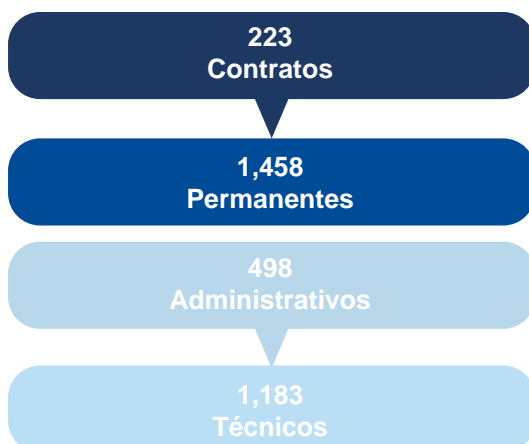 223
Contratos
1,458
Permanentes
498
Administrativos
1,183
Técnicos